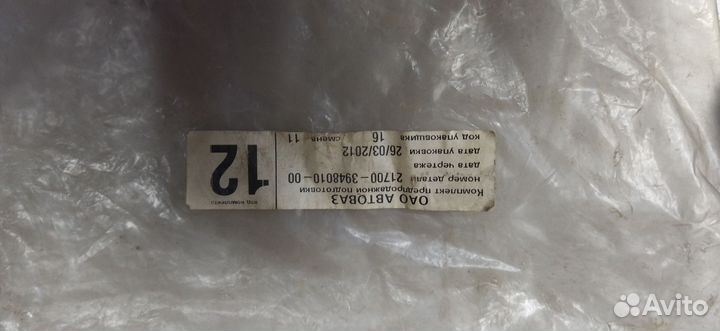 ОАО АВТОВАЗ
Комплект предпродажной подготовки
номер детали 21700-3948010-00
дата чертежа
дата упаковки 26/03/2012
код упаковщика 16 смена 11
код комплекта
12
Avito